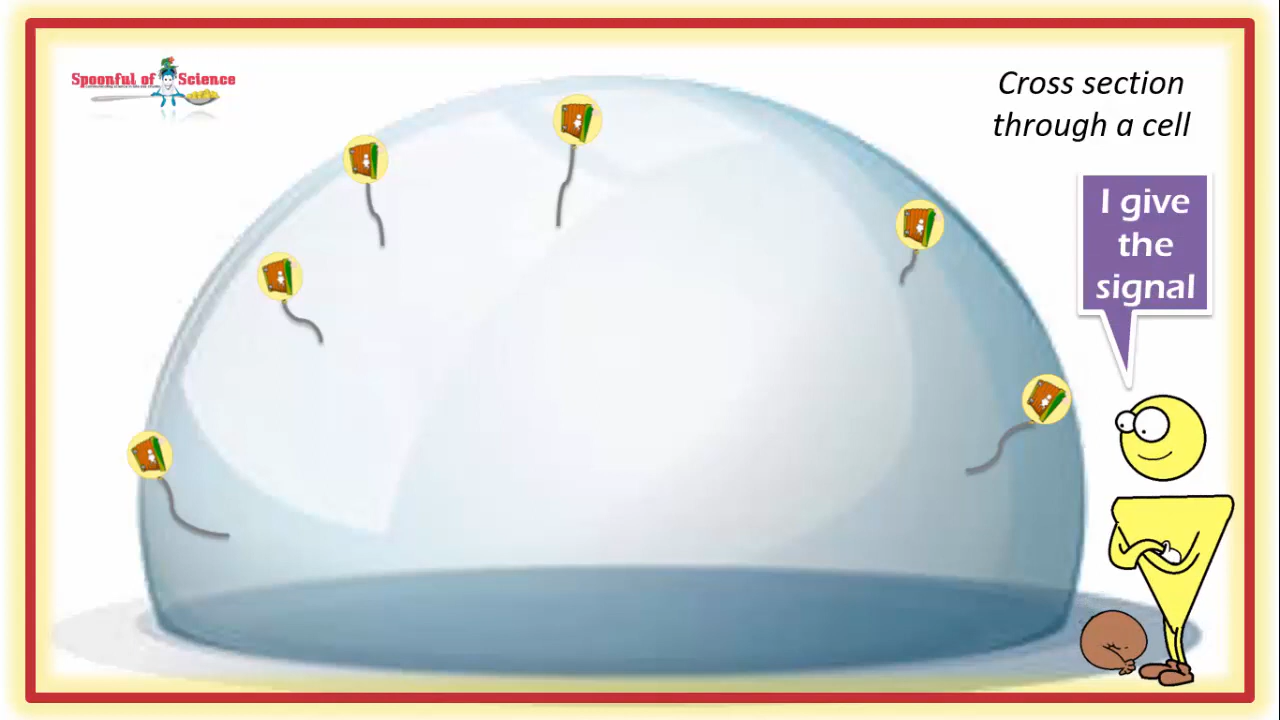 Spoonful of Science
Cross section
through a cell
I give
the
signal